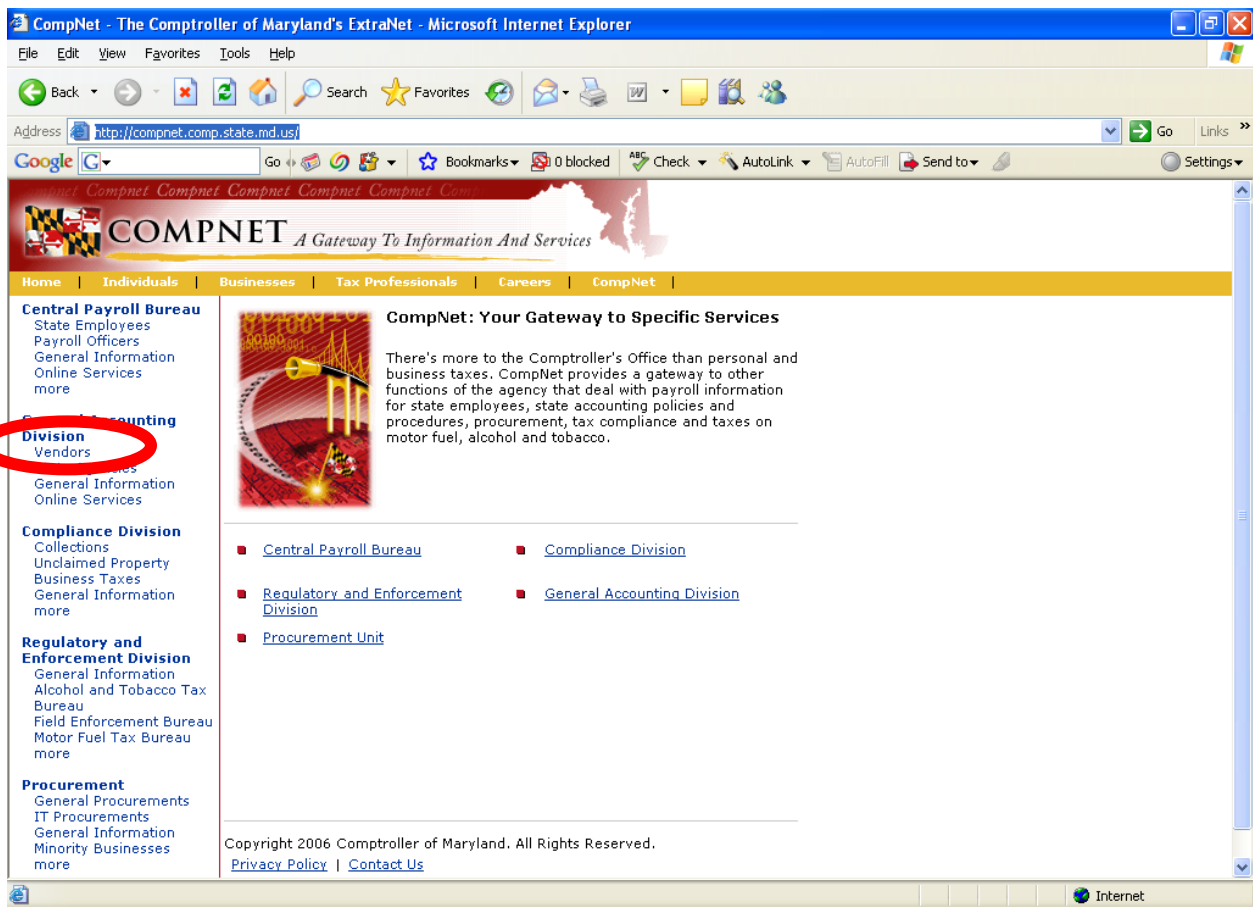 CompNet - The Comptroller of Maryland's ExtraNet - Microsoft Internet Explorer
File Edit View Favorites Tools Help
Back Search Favorites
Address http://compnet.comp.state.md.us/ Go Links »
Google G Go Bookmarks 0 blocked ABC Check AutoLink AutoFill Send to Settings
Compnet Compnet Compnet Compnet Compnet
COMPNET A Gateway To Information And Services
Home | Individuals | Businesses | Tax Professionals | Careers | CompNet |
Central Payroll Bureau
State Employees
Payroll Officers
General Information
Online Services
more
Accounting
Division
Vendors
General Information
Online Services
Compliance Division
Collections
Unclaimed Property
Business Taxes
General Information
more
Regulatory and
Enforcement Division
General Information
Alcohol and Tobacco Tax
Bureau
Field Enforcement Bureau
Motor Fuel Tax Bureau
more
Procurement
General Procurements
IT Procurements
General Information
Minority Businesses
more
CompNet: Your Gateway to Specific Services
There's more to the Comptroller's Office than personal and
business taxes. CompNet provides a gateway to other
functions of the agency that deal with payroll information
for state employees, state accounting policies and
procedures, procurement, tax compliance and taxes on
motor fuel, alcohol and tobacco.
Central Payroll Bureau
Compliance Division
Regulatory and Enforcement
Division
General Accounting Division
Procurement Unit
Copyright 2006 Comptroller of Maryland. All Rights Reserved.
Privacy Policy | Contact Us
Internet